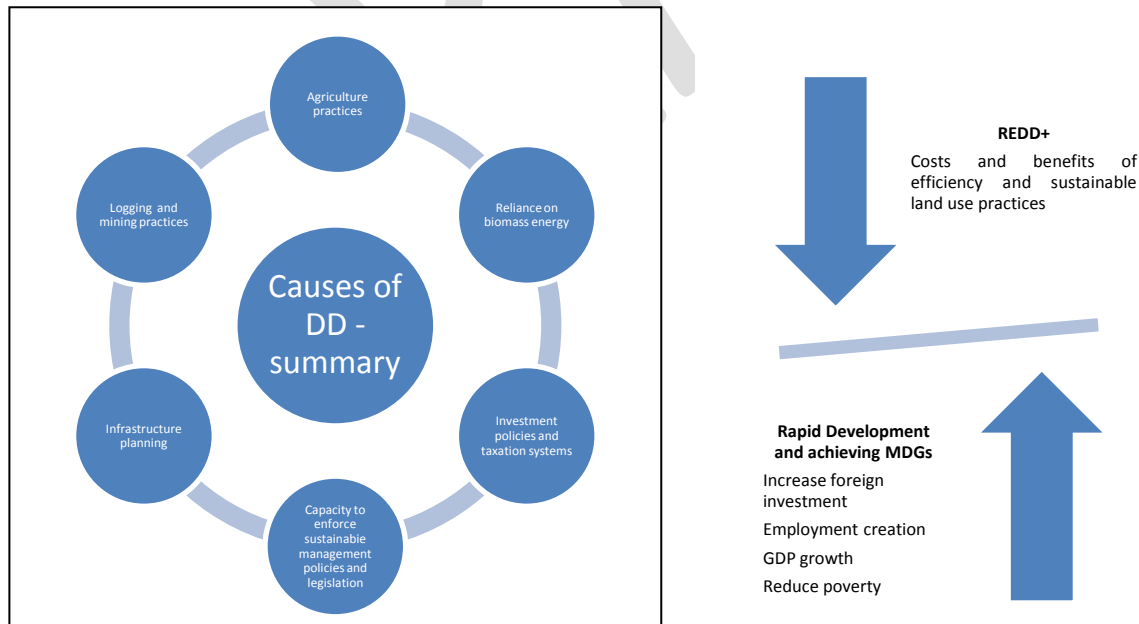 Agriculture
practices
Reliance on
biomass energy
Investment
policies and
taxation systems
Capacity to
enforce
sustainable
management
policies and
legislation
Infrastructure
planning
Logging and
mining practices
Causes of
DD -
summary
REDD+
Costs and benefits of
efficiency and sustainable
land use practices
Rapid Development
and achieving MDGs
Increase foreign
investment
Employment creation
GDP growth
Reduce poverty